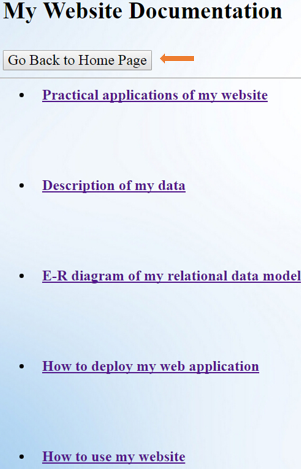 My Website Documentation
Go Back to Home Page
Practical applications of my website
Description of my data
E-R diagram of my relational data model
How to deploy my web application
How to use my website